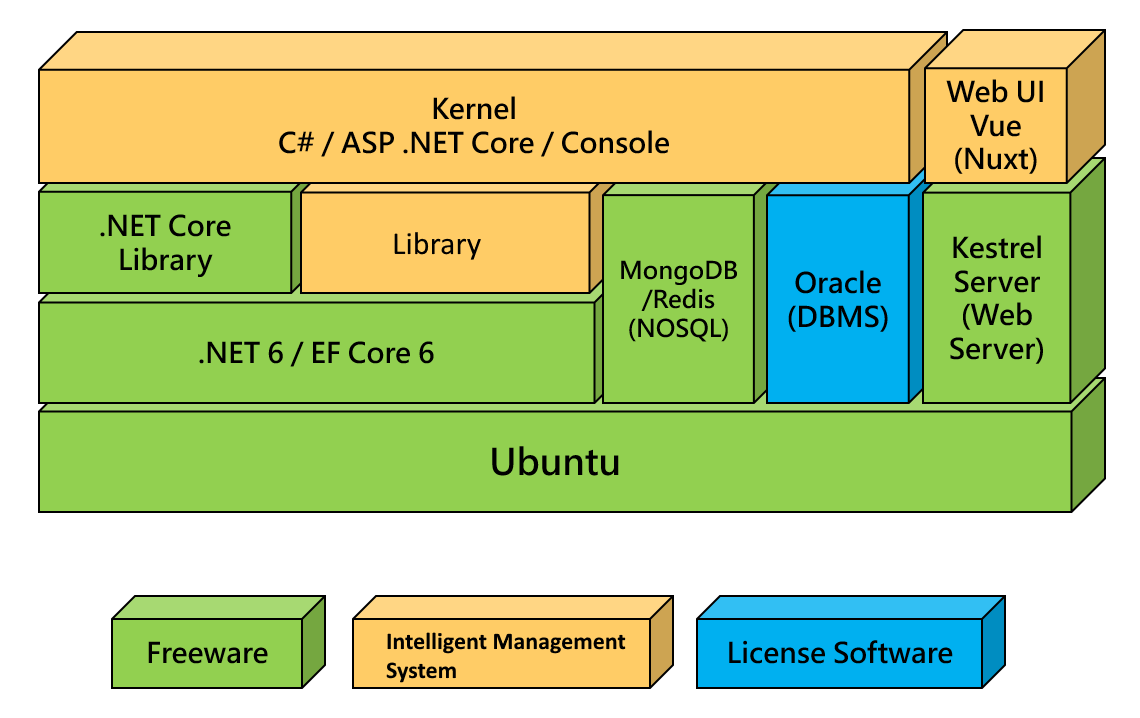 Kernel
C# / ASP .NET Core / Console
Web UI
Vue
(Nuxt)
.NET Core
Library
Library
MongoDB
/Redis
(NOSQL)
Oracle
(DBMS)
Kestrel
Server
(Web
Server)
.NET 6 / EF Core 6
Ubuntu
Freeware
Intelligent Management
System
License Software